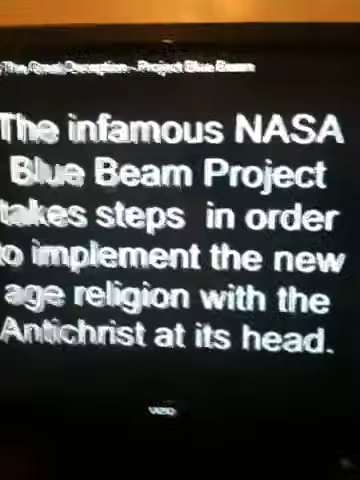 The Great Deception - Project Blue Beam
The infamous NASA
Blue Beam Project
takes steps in order
to implement the new
age religion with the
Antichrist at its head.
VIZIO